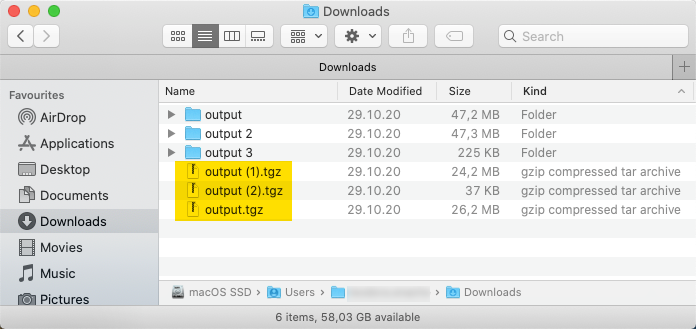 Downloads
Search
Downloads
Favourites
AirDrop
Applications
Desktop
Documents
Downloads
Movies
Music
Pictures
Name Date Modified Size Kind
output 29.10.20 47,2 MB Folder
output 2 29.10.20 47,3 MB Folder
output 3 29.10.20 225 KB Folder
output (1).tgz 29.10.20 24,2 MB gzip compressed tar archive
output (2).tgz 29.10.20 37 KB gzip compressed tar archive
output.tgz 29.10.20 26,2 MB gzip compressed tar archive
macOS SSD Users Downloads
6 items, 58,03 GB available